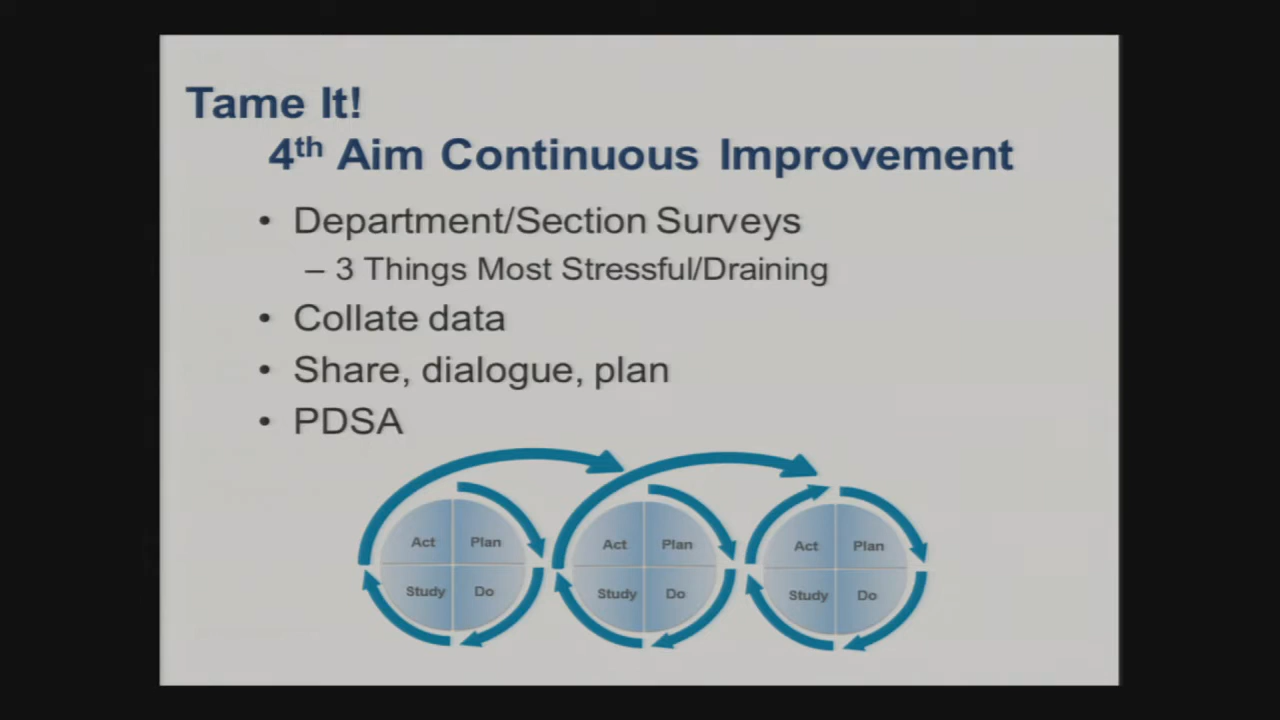 Tame It!
4th Aim Continuous Improvement
• Department/Section Surveys
– 3 Things Most Stressful/Draining
• Collate data
• Share, dialogue, plan
• PDSA
Act Plan
Study Do
Act Plan
Study Do
Act Plan
Study Do